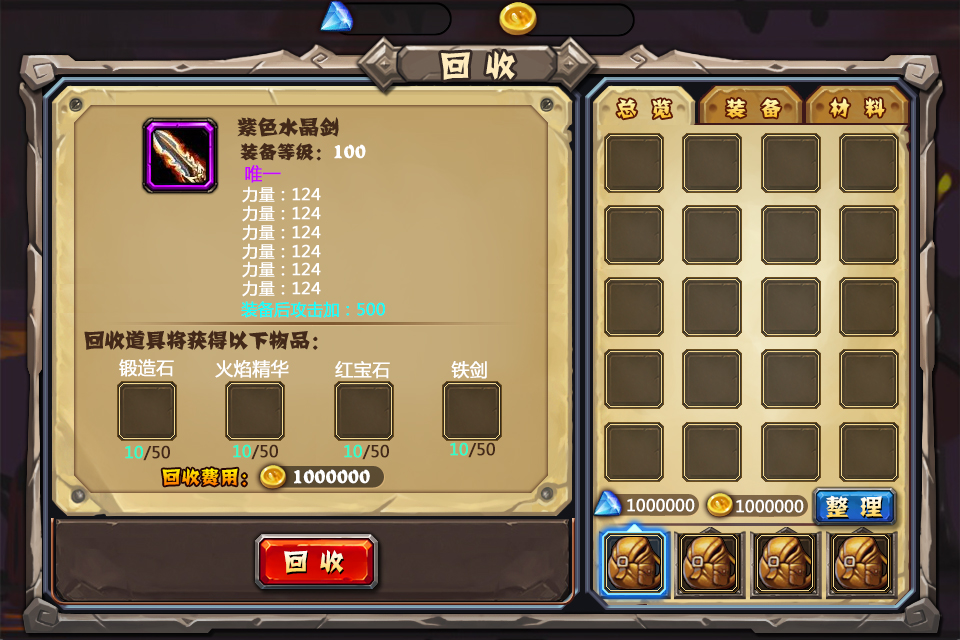 回收
紫色水晶剑
装备等级：100
唯一
力量：124
力量：124
力量：124
力量：124
力量：124
力量：124
装备后攻击加：500
回收道具将获得以下物品：
锻造石 火焰精华 红宝石 铁剑
10/50 10/50 10/50 10/50
回收费用： 1000000
回收
总览 装备 材料
1000000 1000000 整理